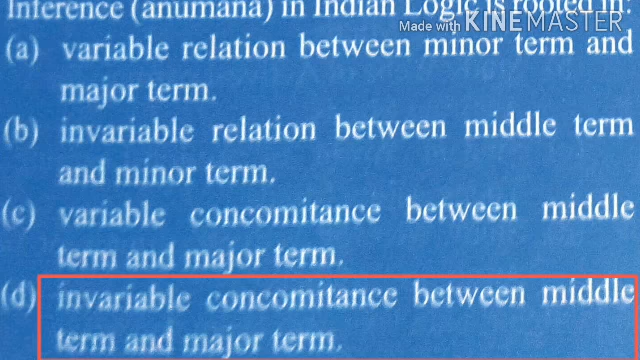 Inference (anumana) in Indian Logic is rooted in:
Made with KINEMASTER
(a) variable relation between minor term and
major term.
(b) invariable relation between middle term
and minor term.
(c) variable concomitance between middle
term and major term.
(d) invariable concomitance between middle
term and major term.